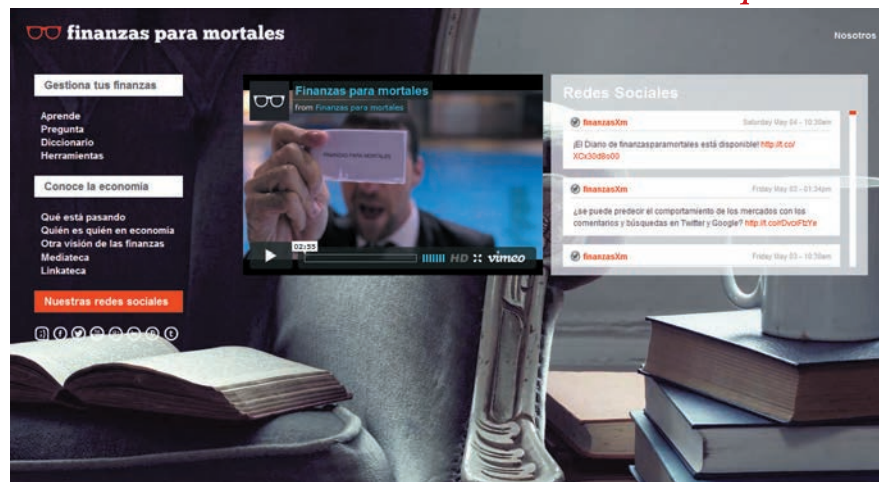 finanzas para mortales
Nosotros
Gestiona tus finanzas
Aprende
Pregunta
Diccionario
Herramientas
Conoce la economía
Qué está pasando
Quién es quién en economía
Otra visión de las finanzas
Mediateca
Linkateca
Nuestras redes sociales
Finanzas para mortales
from Finanzas para mortales
FINANZAS PARA MORTALES
02:35
HD vimeo
Redes Sociales
finanzasXm Saturday May 04 - 10:30am
¡El Diario de finanzasparamortales está disponible! http://t.co/
XCx30d8o00
finanzasXm Friday May 03 - 01:34pm
¿se puede predecir el comportamiento de los mercados con los
comentarios y búsquedas en Twitter y Google?
finanzasXm Friday May 03 - 10:30am